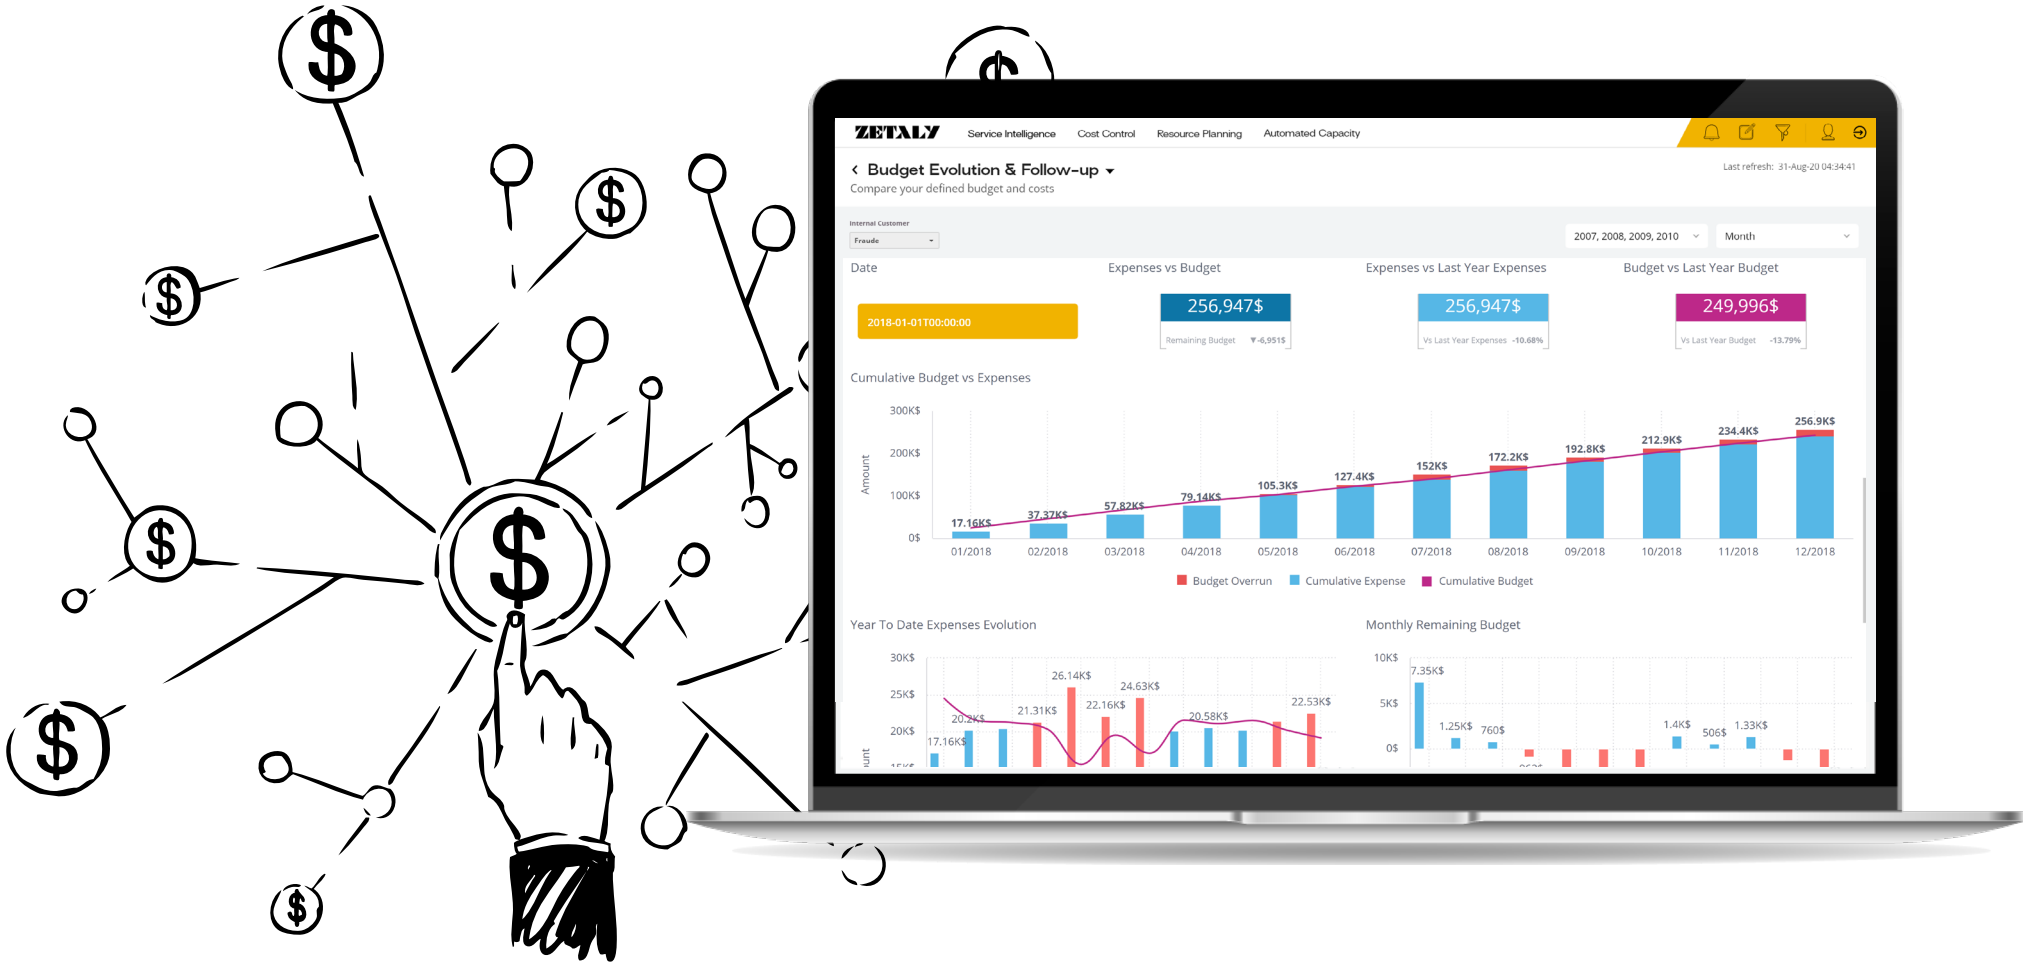 $
$
$
$
$
$
$
$
ZETALY Service Intelligence Cost Control Resource Planning Automated Capacity
Budget Evolution & Follow-up
Last refresh: 31-Aug-20 04:34:41
Compare your defined budget and costs
Internal Customer
Fraude
2007, 2008, 2009, 2010 Month
Date Expenses vs Budget Expenses vs Last Year Expenses Budget vs Last Year Budget
2018-01-01T00:00:00
256,947$ 256,947$ 249,996$
Remaining Budget ▼-6,951$ Vs Last Year Expenses -10.68% Vs Last Year Budget -13.79%
Cumulative Budget vs Expenses
Amount
300K$
200K$
100K$
0$
17.16K$ 37.37K$ 57.82K$ 79.14K$ 105.3K$ 127.4K$ 152K$ 172.2K$ 192.8K$ 212.9K$ 234.4K$ 256.9K$
01/2018 02/2018 03/2018 04/2018 05/2018 06/2018 07/2018 08/2018 09/2018 10/2018 11/2018 12/2018
Budget Overrun Cumulative Expense Cumulative Budget
Year To Date Expenses Evolution
30K$
25K$
20K$
17.16K$ 20.2K$ 21.31K$ 26.14K$ 22.16K$ 24.63K$ 20.58K$ 22.53K$
Monthly Remaining Budget
10K$
5K$
0$
7.35K$ 1.25K$ 760$ 1.4K$ 506$ 1.33K$